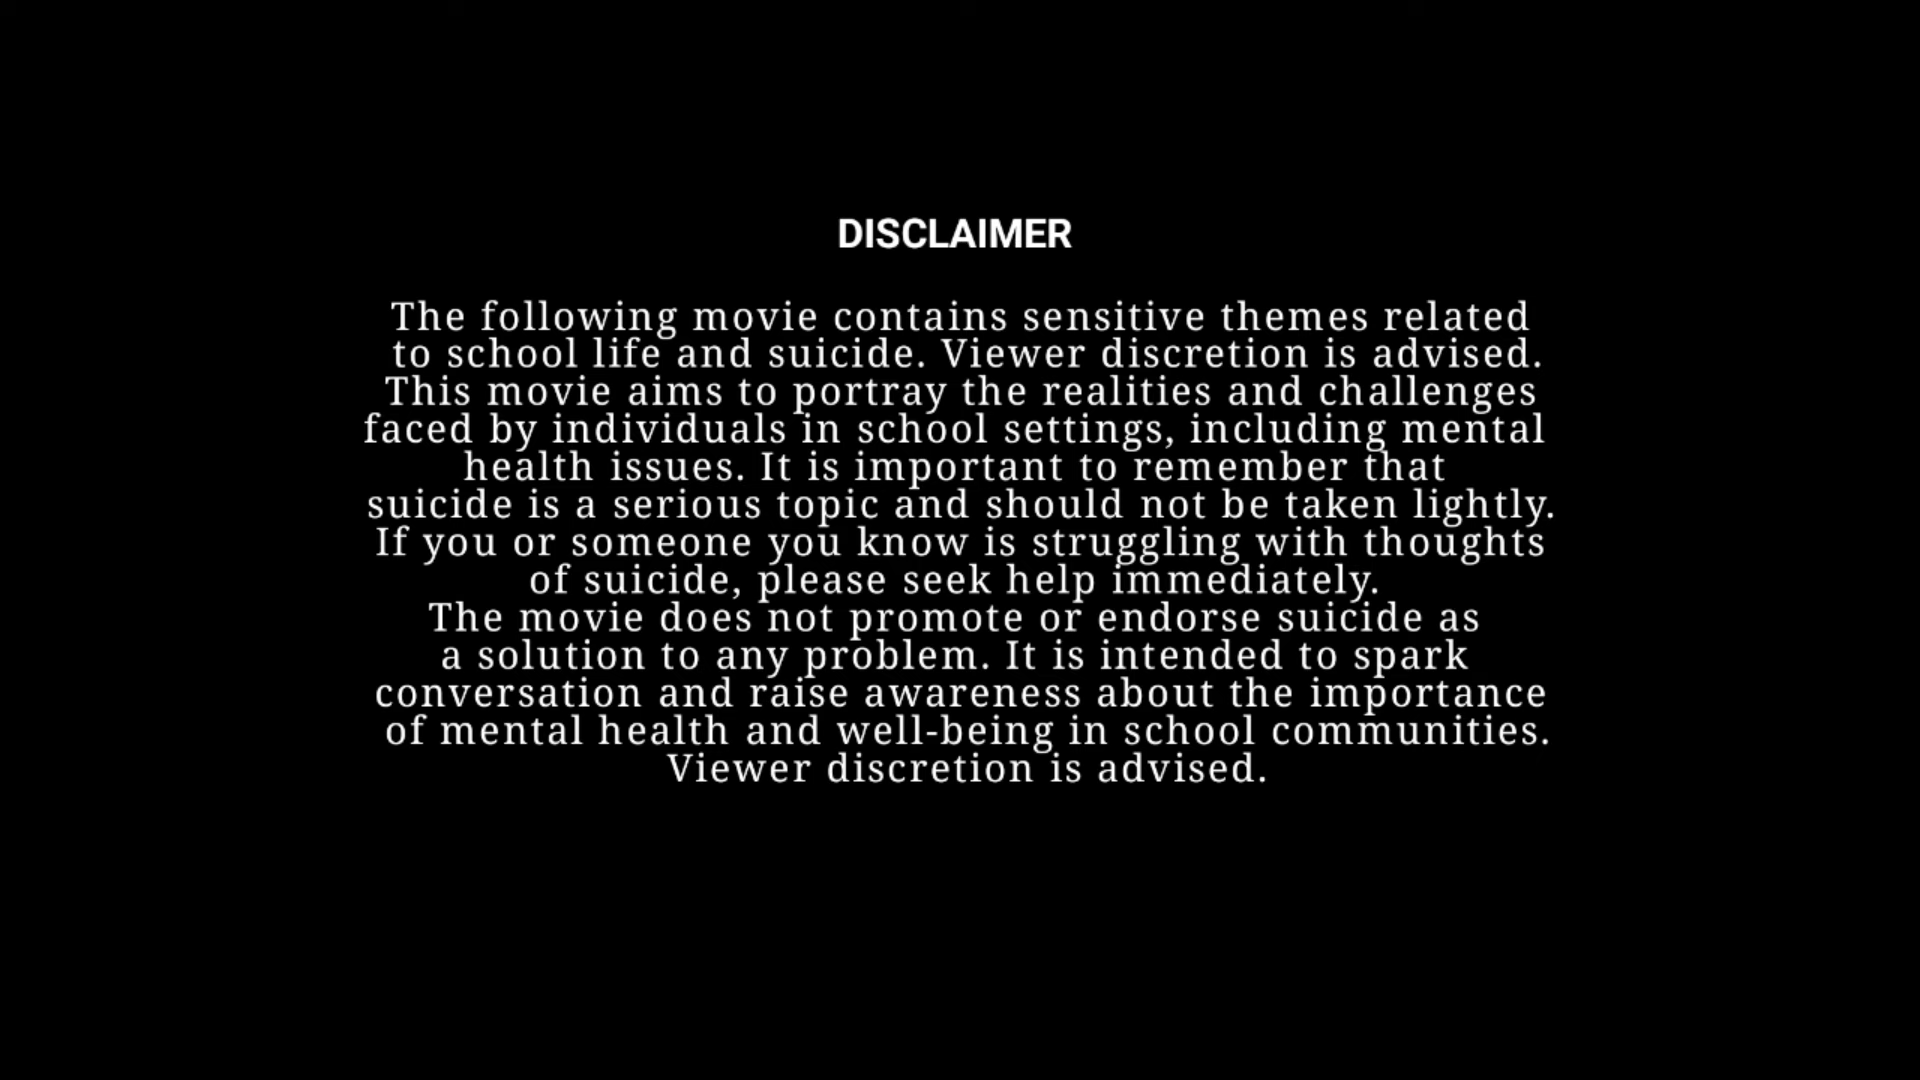 DISCLAIMER
The following movie contains sensitive themes related
to school life and suicide. Viewer discretion is advised.
This movie aims to portray the realities and challenges
faced by individuals in school settings, including mental
health issues. It is important to remember that
suicide is a serious topic and should not be taken lightly.
If you or someone you know is struggling with thoughts
of suicide, please seek help immediately.
The movie does not promote or endorse suicide as
a solution to any problem. It is intended to spark
conversation and raise awareness about the importance
of mental health and well-being in school communities.
Viewer discretion is advised.